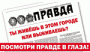 ПРАВДА
ТЫ ЖИВЁШЬ В ЭТОМ ГОРОДЕ
ИЛИ ВЫЖИВАЕШЬ?
ПОСМОТРИ ПРАВДЕ В ГЛАЗА!